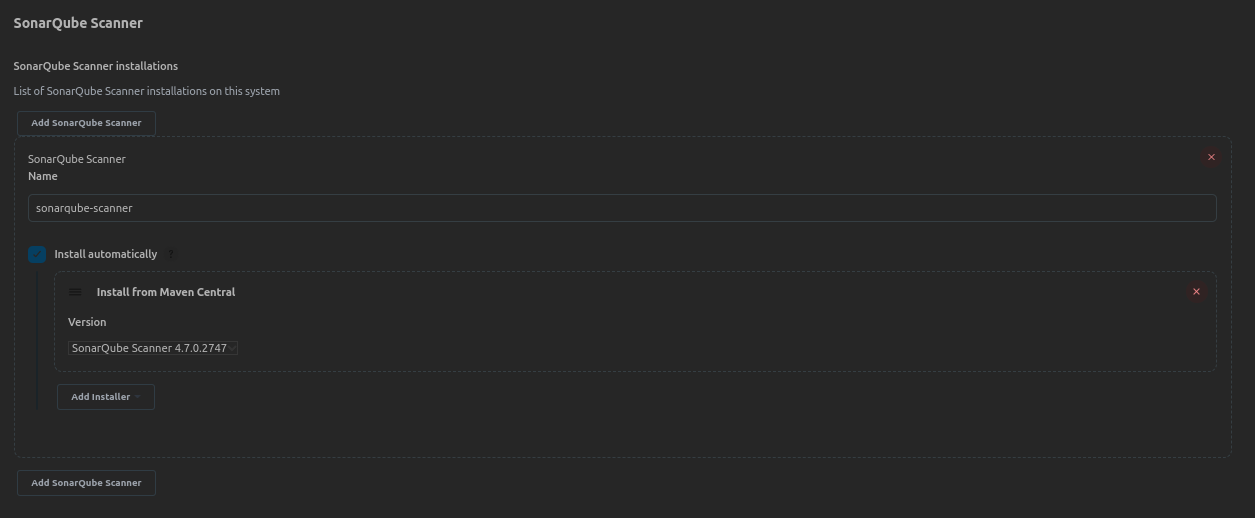 SonarQube Scanner
SonarQube Scanner installations
List of SonarQube Scanner installations on this system
Add SonarQube Scanner
SonarQube Scanner
Name
sonarqube-scanner
Install automatically ?
Install from Maven Central
Version
SonarQube Scanner 4.7.0.2747
Add Installer
Add SonarQube Scanner